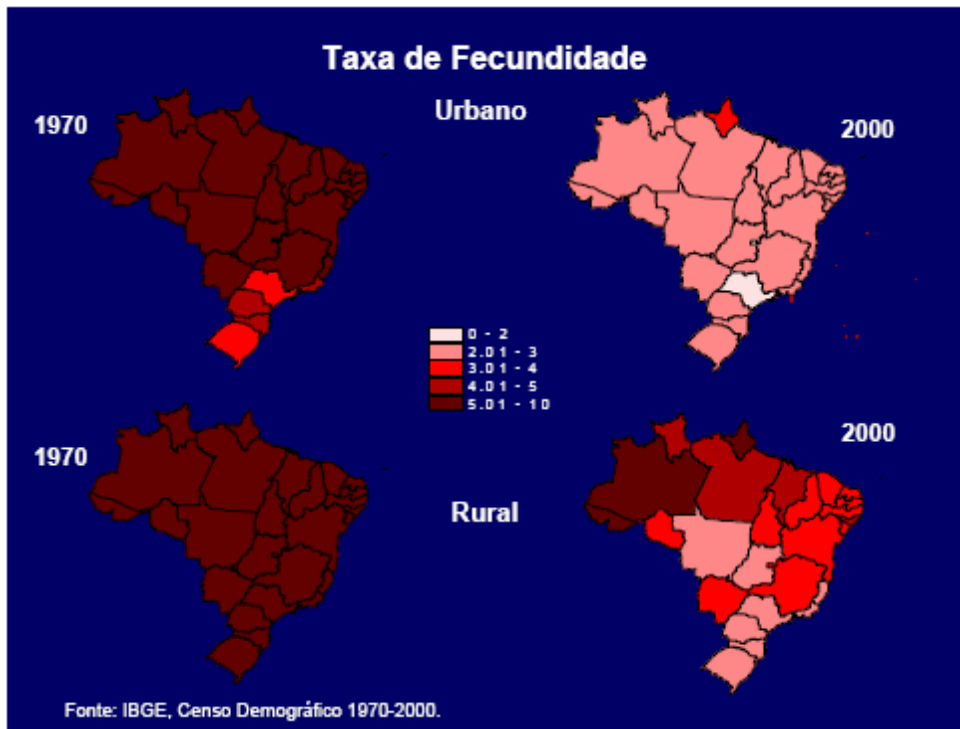 Taxa de Fecundidade
Urbano
1970
2000
0 - 2
2.01 - 3
3.01 - 4
4.01 - 5
5.01 - 10
1970
2000
Rural
Fonte: IBGE, Censo Demográfico 1970-2000.